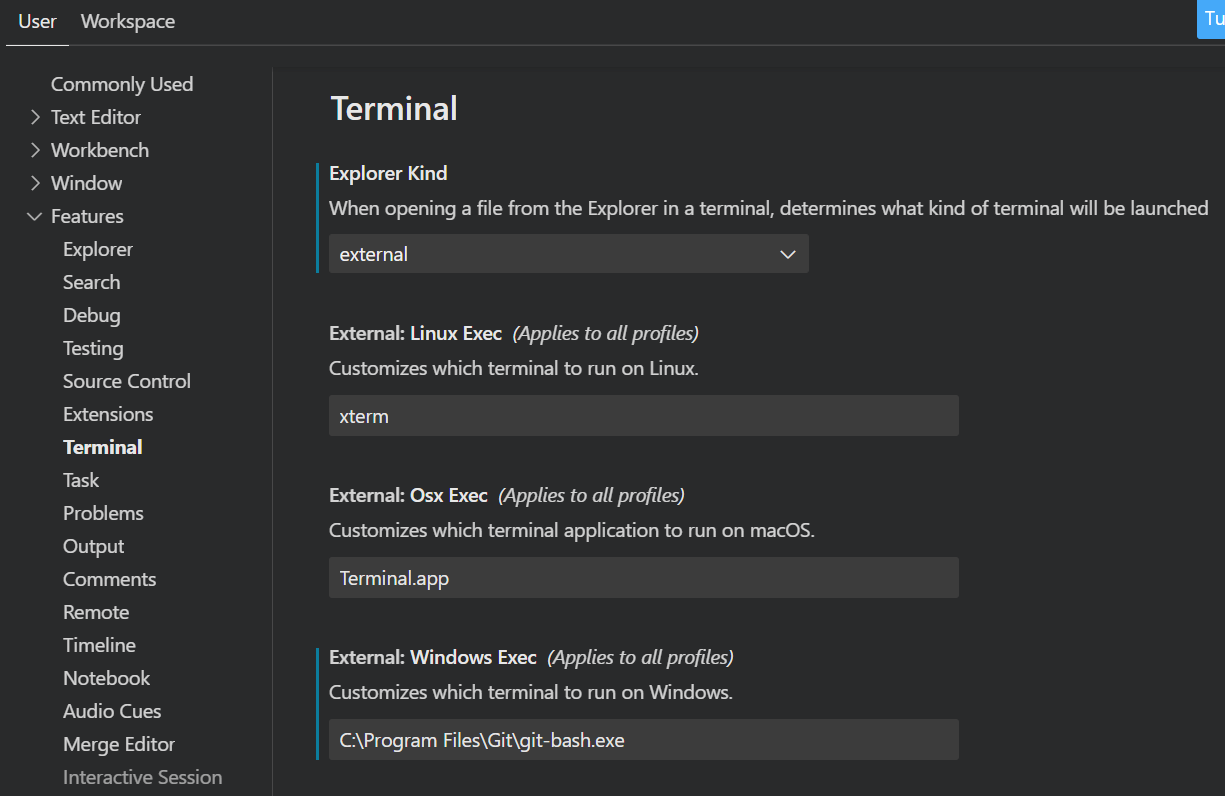 User Workspace
Tu
Commonly Used
Text Editor
Workbench
Window
Features
Explorer
Search
Debug
Testing
Source Control
Extensions
Terminal
Task
Problems
Output
Comments
Remote
Timeline
Notebook
Audio Cues
Merge Editor
Interactive Session
Terminal
Explorer Kind
When opening a file from the Explorer in a terminal, determines what kind of terminal will be launched
external
External: Linux Exec (Applies to all profiles)
Customizes which terminal to run on Linux.
xterm
External: Osx Exec (Applies to all profiles)
Customizes which terminal application to run on macOS.
Terminal.app
External: Windows Exec (Applies to all profiles)
Customizes which terminal to run on Windows.
C:\Program Files\Git\git-bash.exe